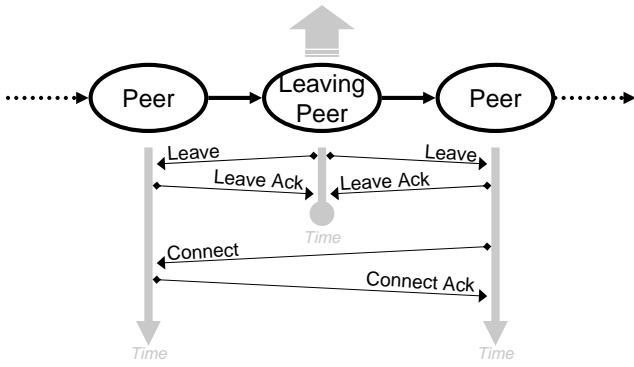 Peer
Leaving
Peer
Peer
Leave
Leave
Leave Ack
Leave Ack
Time
Connect
Connect Ack
Time
Time